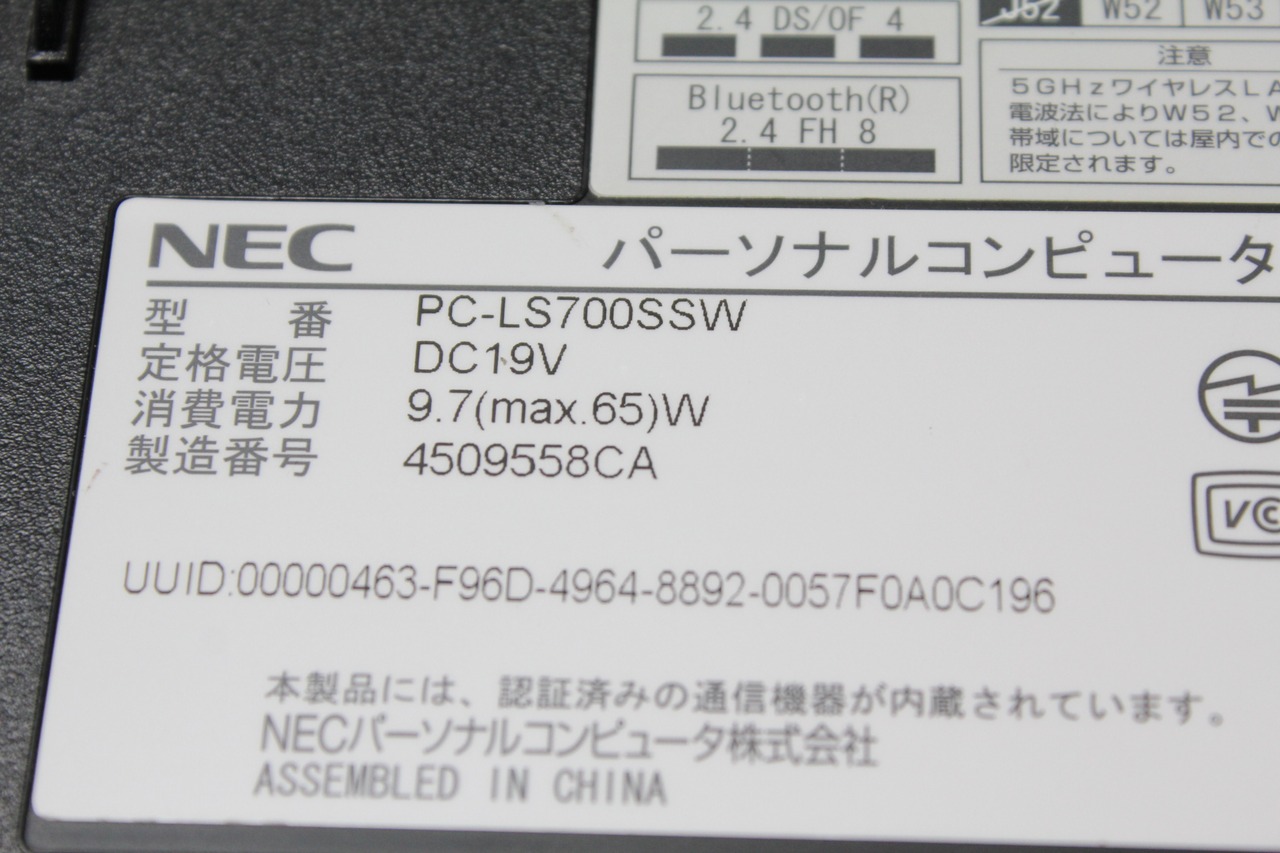 2.4 DS/OF 4
J52 W52 W53
Bluetooth(R)
2.4 FH 8
注意
5GHzワイヤレスLA
電波法によりW52、W
帯域については屋内での
限定されます。
NEC パーソナルコンピュータ
型 番 PC-LS700SSW
定格電圧 DC19V
消費電力 9.7(max.65)W
製造番号 4509558CA
VC
UUID:00000463-F96D-4964-8892-0057F0A0C196
本製品には、認証済みの通信機器が内蔵されています。
NECパーソナルコンピュータ株式会社
ASSEMBLED IN CHINA